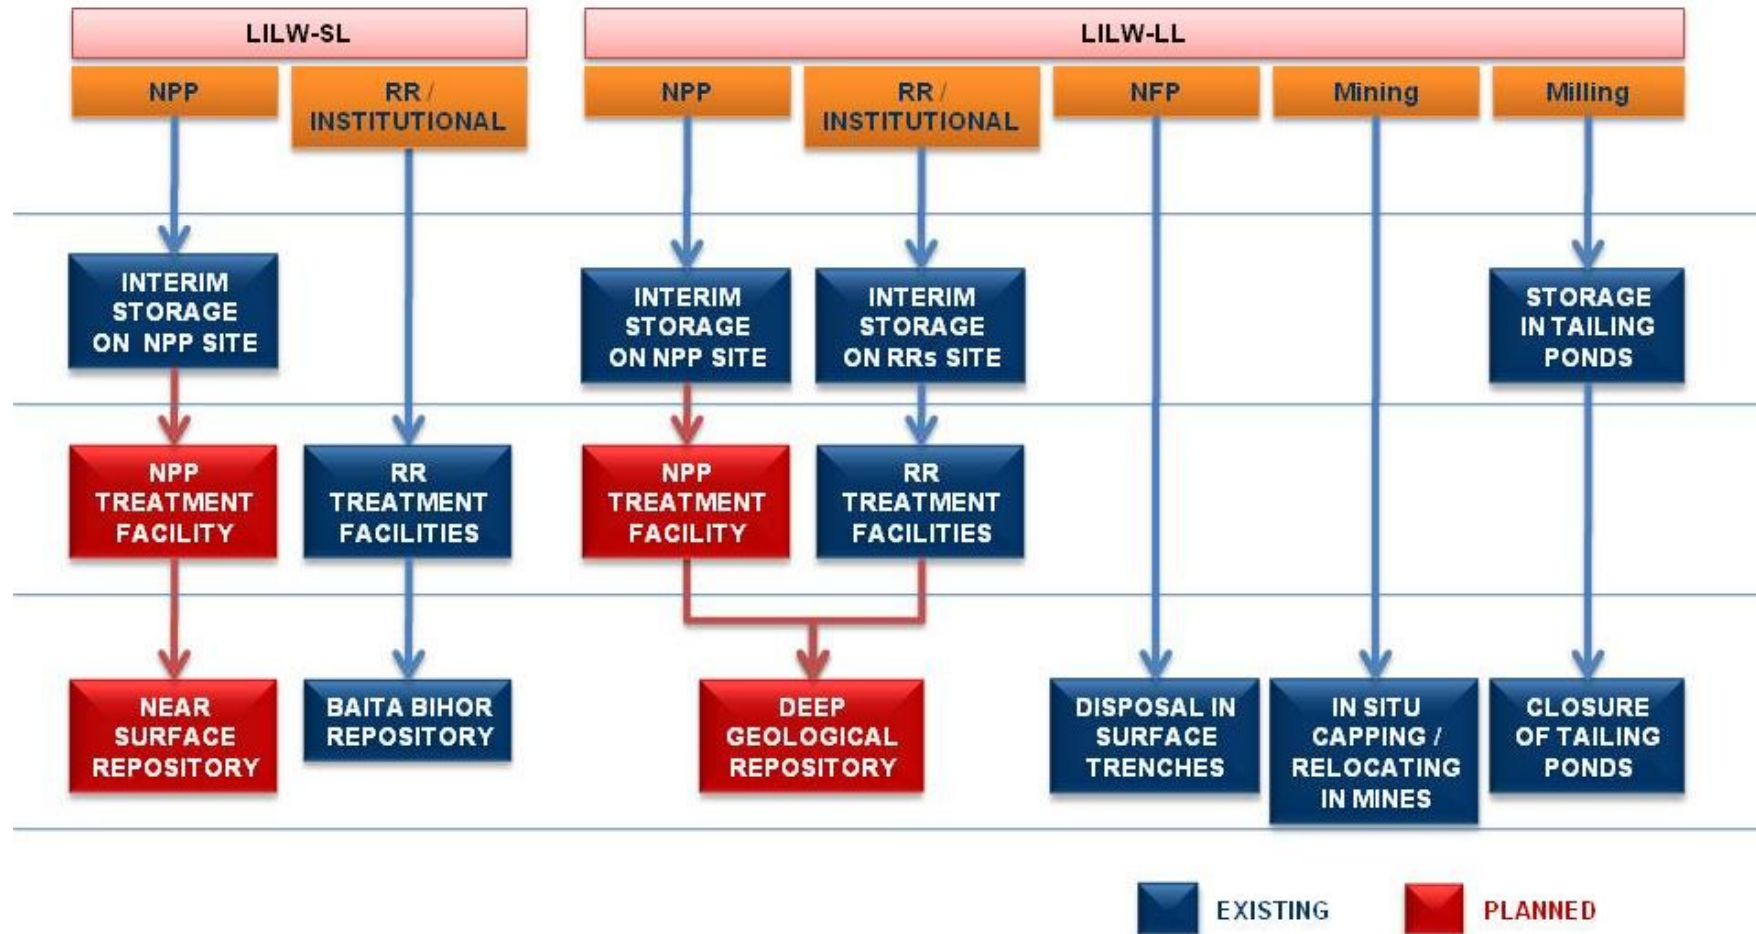 LILW-SL
LILW-LL
NPP
RR /
INSTITUTIONAL
NPP
RR /
INSTITUTIONAL
NFP
Mining
Milling
INTERIM
STORAGE
ON NPP SITE
INTERIM
STORAGE
ON NPP SITE
INTERIM
STORAGE
ON RRs SITE
STORAGE
IN TAILING
PONDS
NPP
TREATMENT
FACILITY
RR
TREATMENT
FACILITIES
NPP
TREATMENT
FACILITY
RR
TREATMENT
FACILITIES
NEAR
SURFACE
REPOSITORY
BAITA BIHOR
REPOSITORY
DEEP
GEOLOGICAL
REPOSITORY
DISPOSAL IN
SURFACE
TRENCHES
IN SITU
CAPPING /
RELOCATING
IN MINES
CLOSURE
OF TAILING
PONDS
EXISTING
PLANNED